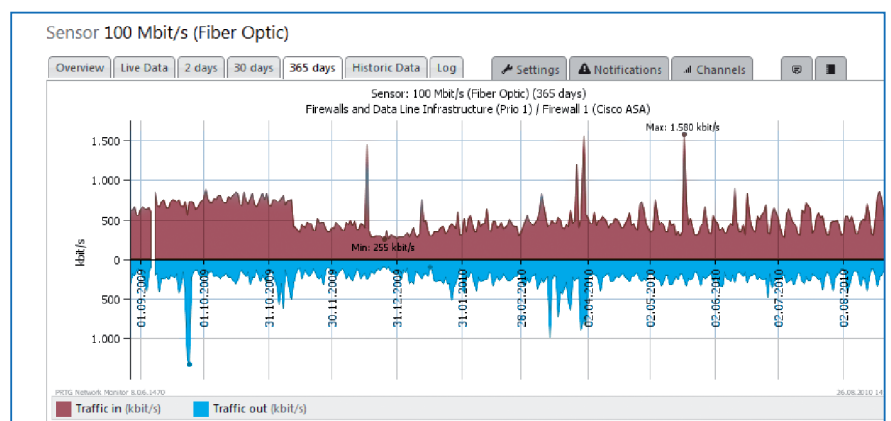 Sensor 100 Mbit/s (Fiber Optic)
Overview Live Data 2 days 30 days 365 days Historic Data Log Settings Notifications Channels
Sensor: 100 Mbit/s (Fiber Optic) (365 days)
Firewalls and Data Line Infrastructure (Prio 1) / Firewall 1 (Cisco ASA)
Max: 1.580 kbit/s
1.500
1.000
500
Min: 255 kbit/s
0
500
1.000
kbit/s
01.09.2009 01.10.2009 31.10.2009 30.11.2009 31.12.2009 31.01.2010 28.02.2010 02.04.2010 02.05.2010 02.06.2010 02.07.2010 02.08.2010
PRTG Network Monitor 8.0.6.1470 26.08.2010 14
Traffic in (kbit/s) Traffic out (kbit/s)